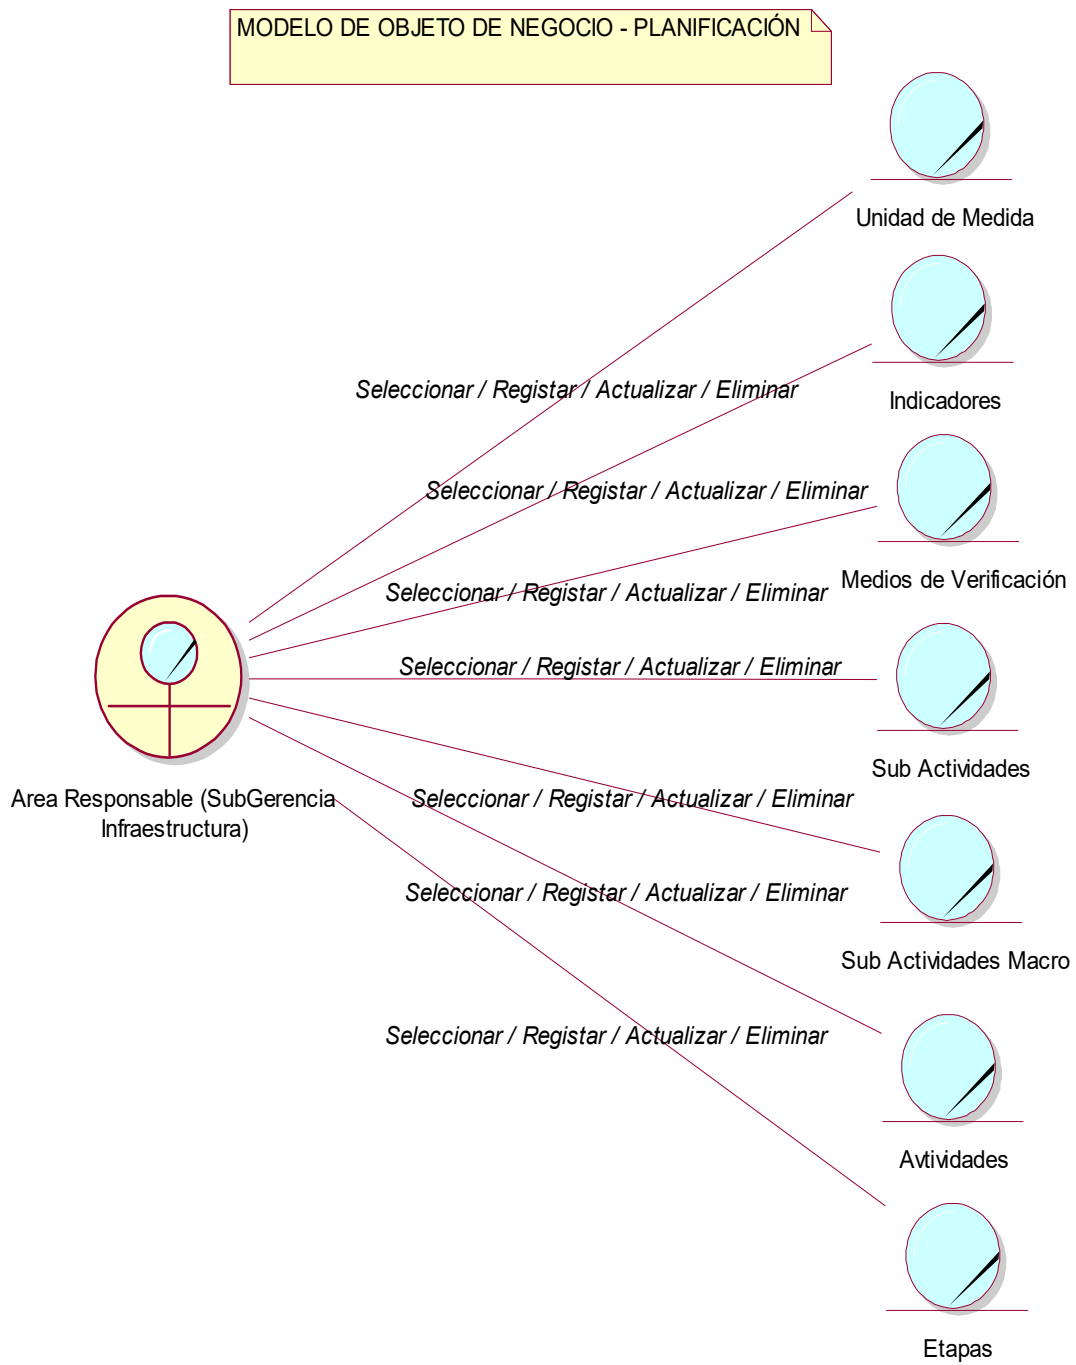 MODELO DE OBJETO DE NEGOCIO - PLANIFICACIÓN
Unidad de Medida
Seleccionar / Registar / Actualizar / Eliminar
Indicadores
Seleccionar / Registar / Actualizar / Eliminar
Medios de Verificación
Seleccionar / Registar / Actualizar / Eliminar
Seleccionar / Registar / Actualizar / Eliminar
Sub Actividades
Area Responsable (SubGerencia
Infraestructura)
Seleccionar / Registar / Actualizar / Eliminar
Seleccionar / Registar / Actualizar / Eliminar
Sub Actividades Macro
Seleccionar / Registar / Actualizar / Eliminar
Avtividades
Etapas